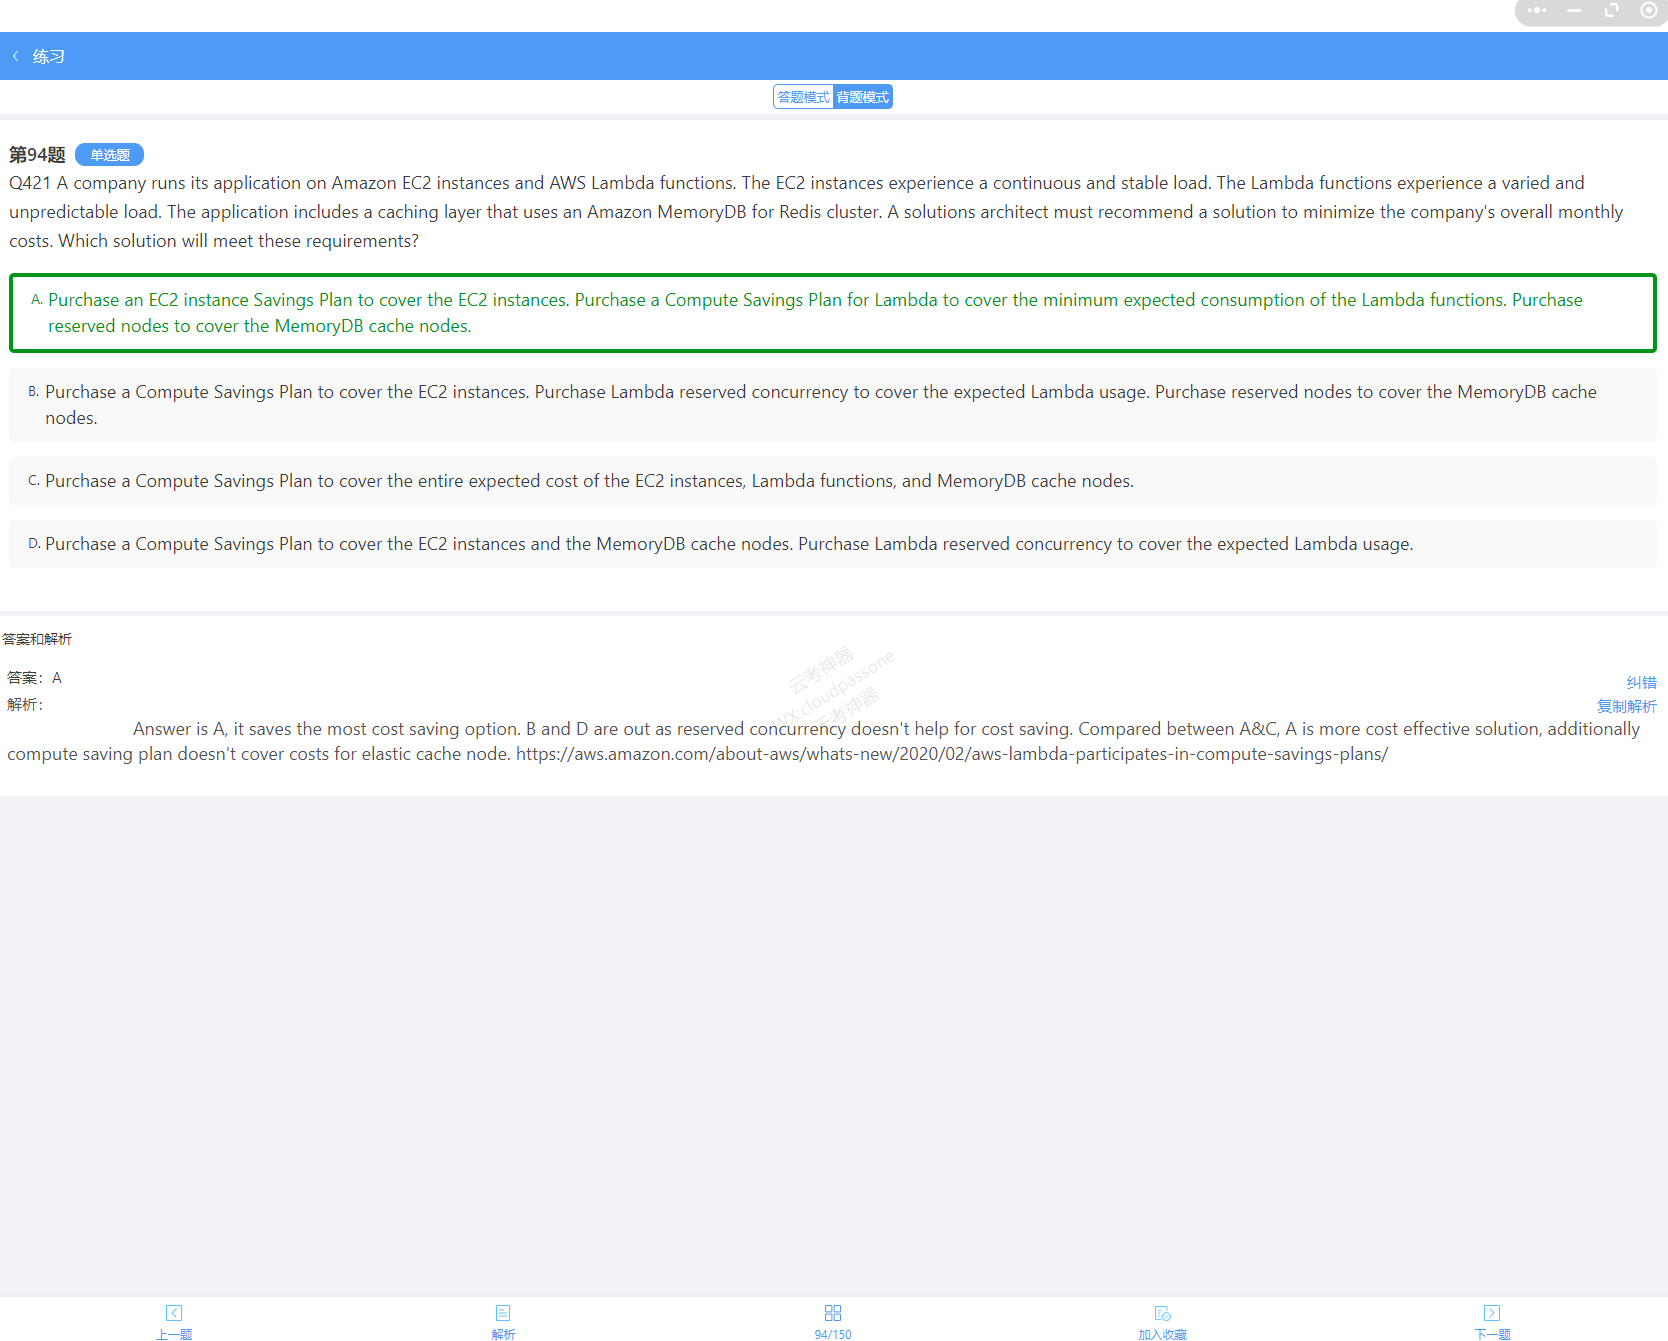 练习
答题模式 背题模式
第94题 单选题
Q421 A company runs its application on Amazon EC2 instances and AWS Lambda functions. The EC2 instances experience a continuous and stable load. The Lambda functions experience a varied and
unpredictable load. The application includes a caching layer that uses an Amazon MemoryDB for Redis cluster. A solutions architect must recommend a solution to minimize the company's overall monthly
costs. Which solution will meet these requirements?
A. Purchase an EC2 instance Savings Plan to cover the EC2 instances. Purchase a Compute Savings Plan for Lambda to cover the minimum expected consumption of the Lambda functions. Purchase
reserved nodes to cover the MemoryDB cache nodes.
B. Purchase a Compute Savings Plan to cover the EC2 instances. Purchase Lambda reserved concurrency to cover the expected Lambda usage. Purchase reserved nodes to cover the MemoryDB cache
nodes.
C. Purchase a Compute Savings Plan to cover the entire expected cost of the EC2 instances, Lambda functions, and MemoryDB cache nodes.
D. Purchase a Compute Savings Plan to cover the EC2 instances and the MemoryDB cache nodes. Purchase Lambda reserved concurrency to cover the expected Lambda usage.
答案和解析
云考神器
WX:cloudpassone
云考神器
答案：A
纠错
解析：
复制解析
Answer is A, it saves the most cost saving option. B and D are out as reserved concurrency doesn't help for cost saving. Compared between A&C, A is more cost effective solution, additionally
compute saving plan doesn't cover costs for elastic cache node. https://aws.amazon.com/about-aws/whats-new/2020/02/aws-lambda-participates-in-compute-savings-plans/
上一题 解析 94/150 加入收藏 下一题